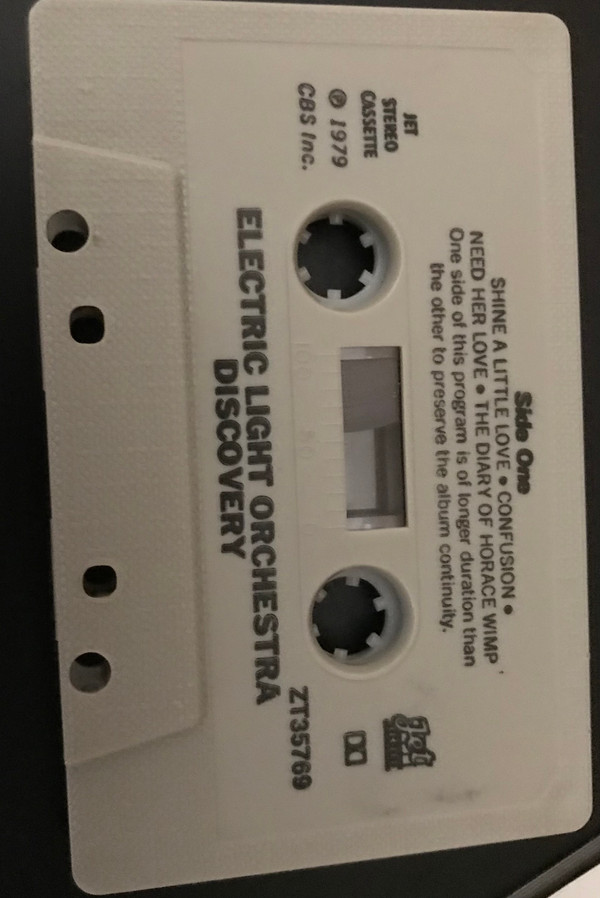 Side One
SHINE A LITTLE LOVE • CONFUSION •
NEED HER LOVE • THE DIARY OF HORACE WIMP
One side of this program is of longer duration than
the other to preserve the album continuity.
JET
STEREO
CASSETTE
℗ 1979
CBS Inc.
Jet
ZT35769
ELECTRIC LIGHT ORCHESTRA
DISCOVERY